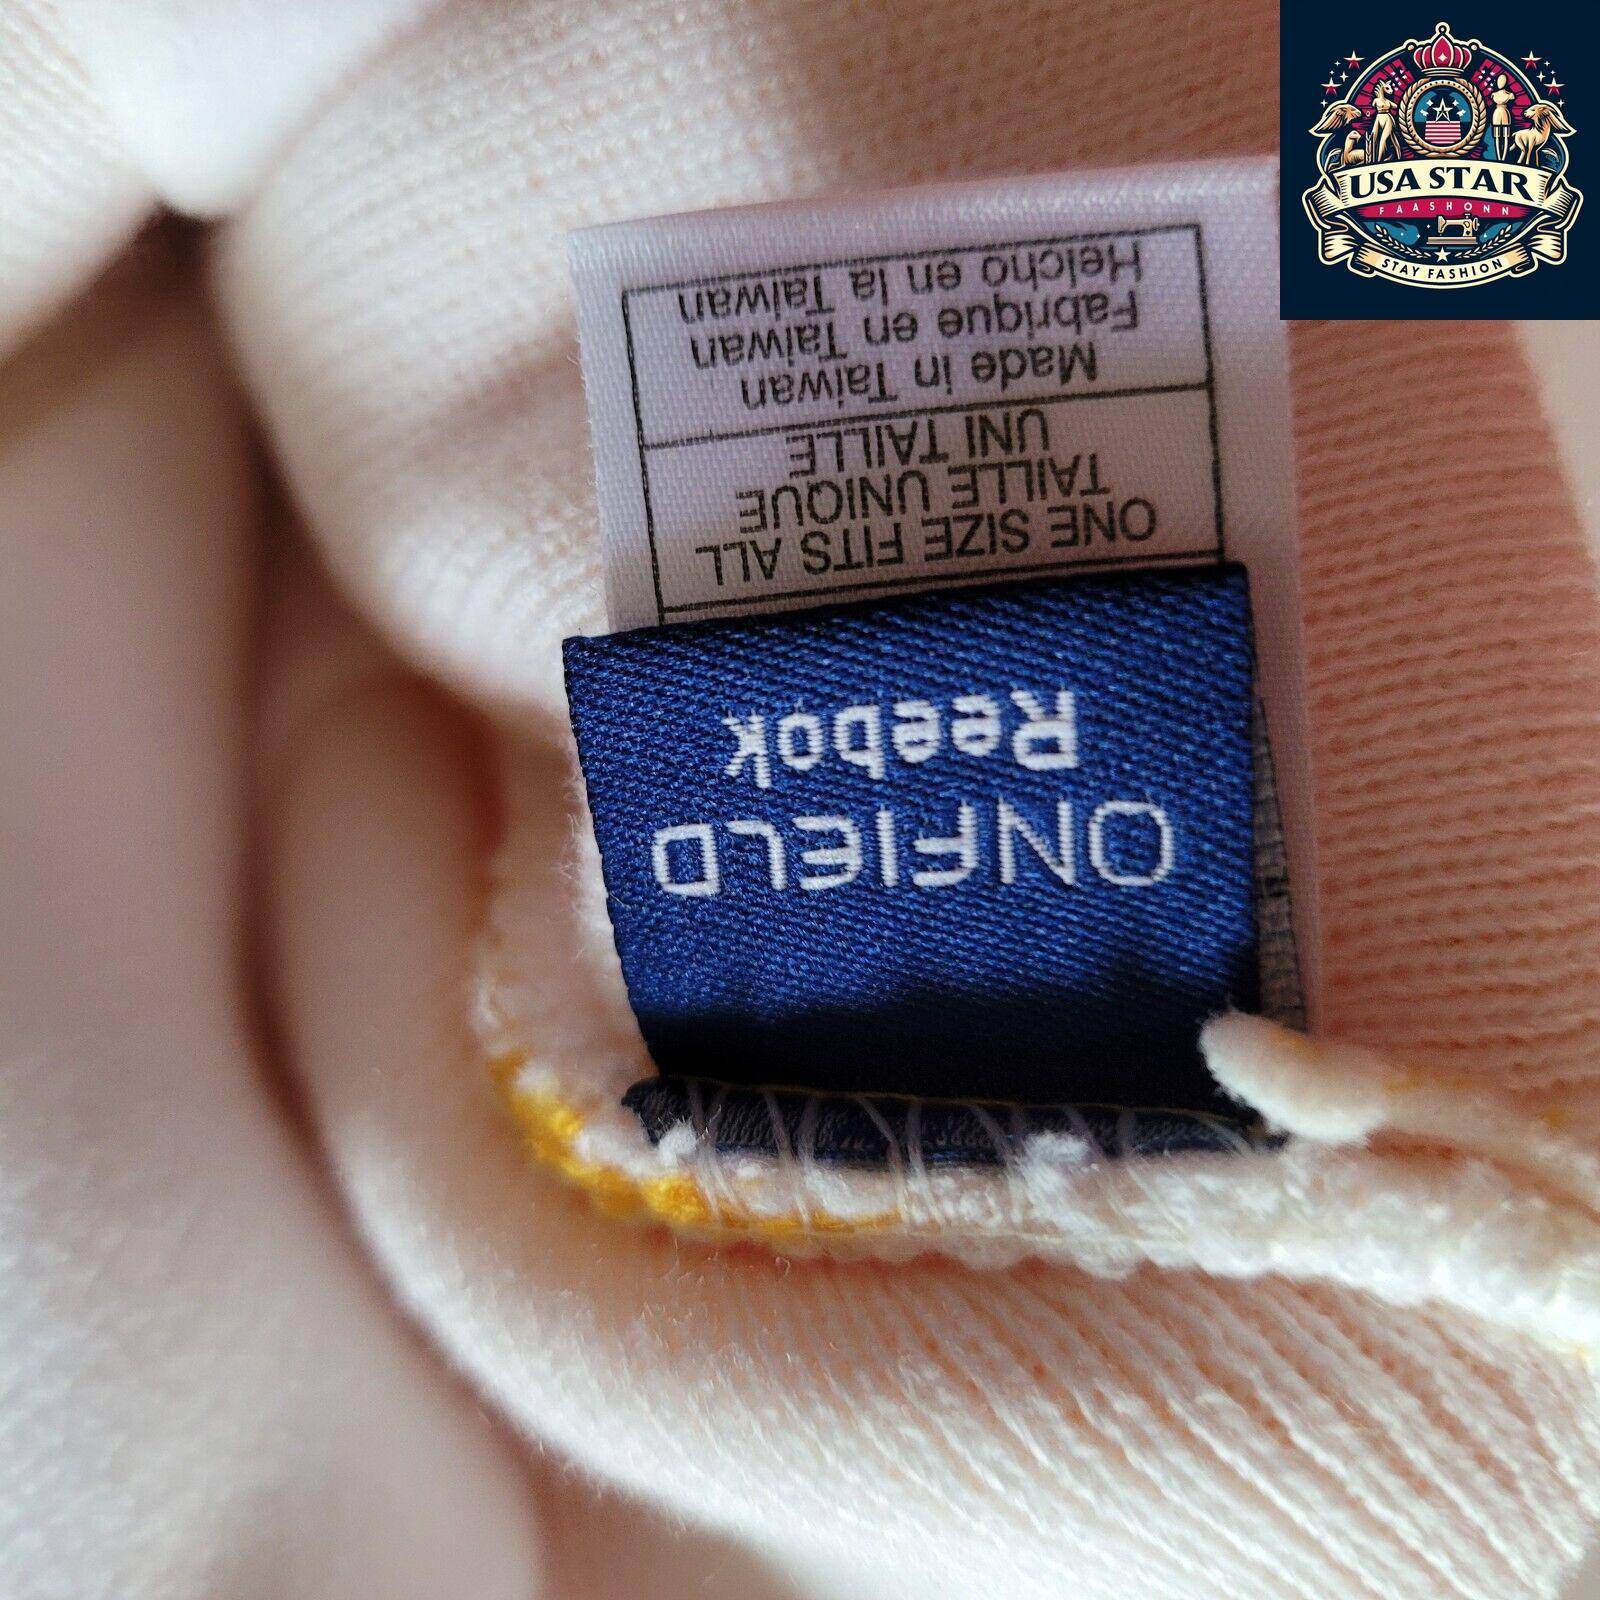 USA STAR
FAASHONN
STAY FASHION
ONFIELD
Reebok
ONE SIZE FITS ALL
TAILLE UNIQUE
UNI TAILLE
Made in Taiwan
Fabrique en Taiwan
Helcho en la Taiwan